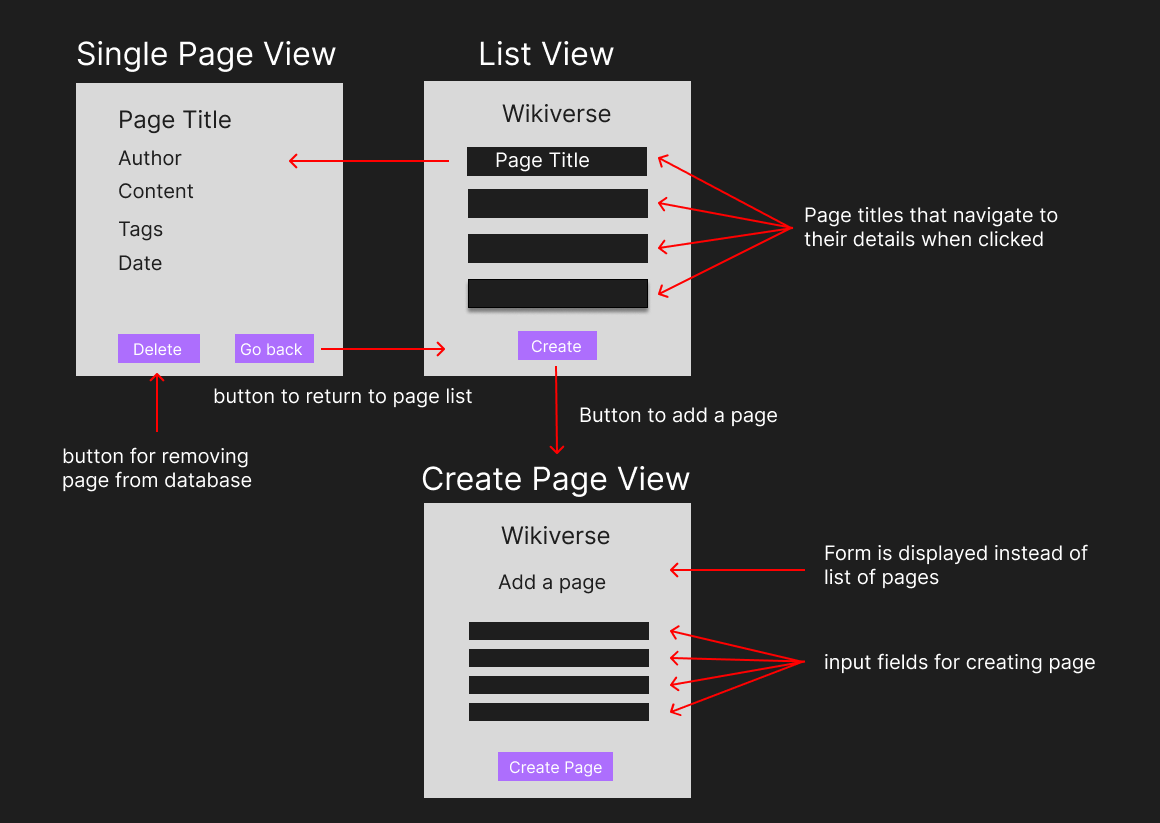 Single Page View
Page Title
Author
Content
Tags
Date
Delete
Go back
button to return to page list
button for removing
page from database
List View
Wikiverse
Page Title
Create
Page titles that navigate to
their details when clicked
Button to add a page
Create Page View
Wikiverse
Add a page
Create Page
Form is displayed instead of
list of pages
input fields for creating page